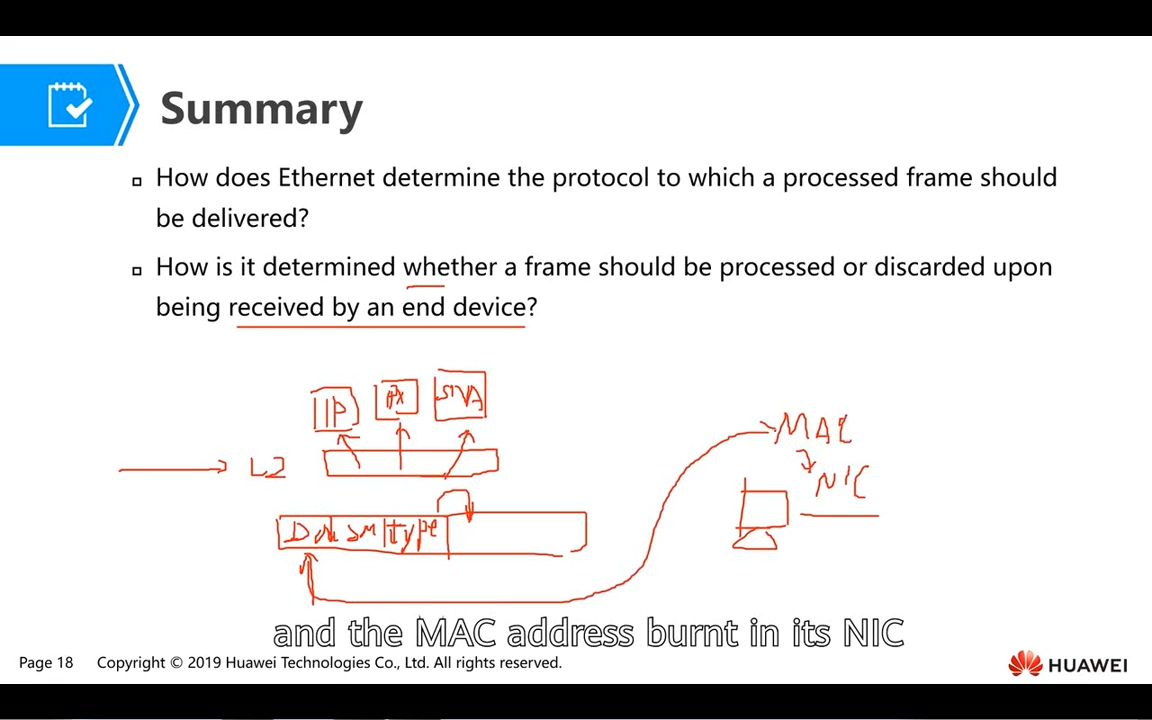 Summary
How does Ethernet determine the protocol to which a processed frame should
be delivered?
How is it determined whether a frame should be processed or discarded upon
being received by an end device?
IP
SNA
MAC
L2
NIC
type
and the MAC address burnt in its NIC
Page 18 Copyright © 2019 Huawei Technologies Co., Ltd. All rights reserved.
HUAWEI